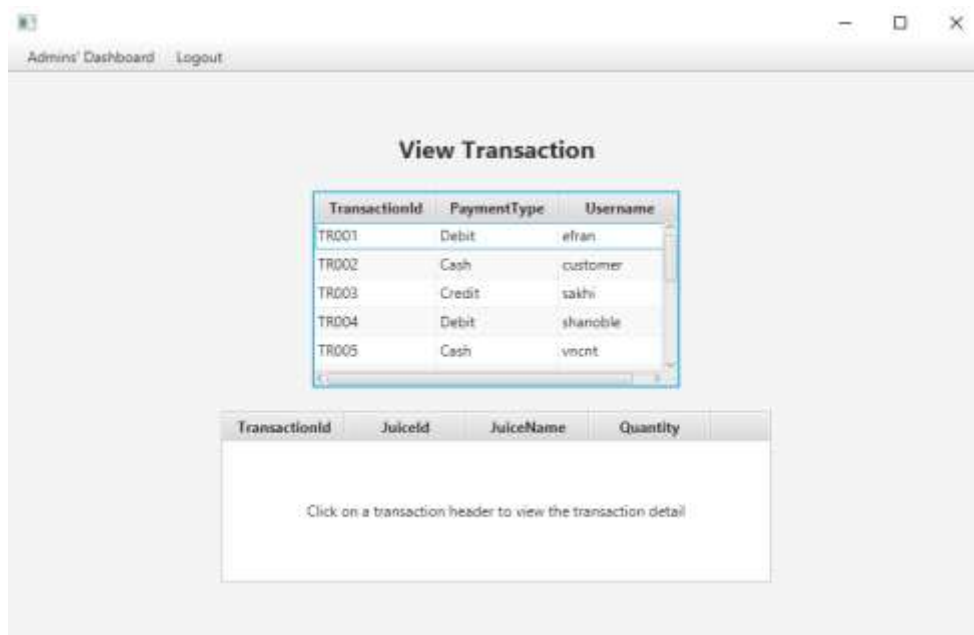 Admins' Dashboard Logout
View Transaction
TransactionId PaymentType Username
TR001 Debit efran
TR002 Cash customer
TR003 Credit sakhi
TR004 Debit shanoble
TR005 Cash vncnt
TransactionId JuiceId JuiceName Quantity
Click on a transaction header to view the transaction detail